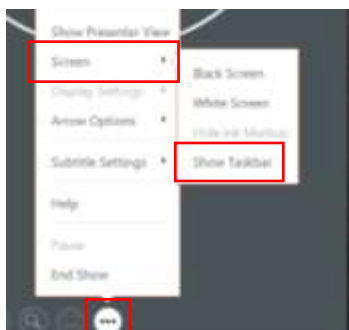 Show Presenter View
Screen
Display Settings
Arrow Options
Subtitle Settings
Help
Pause
End Show
Black Screen
White Screen
Hide Ink Markup
Show Taskbar